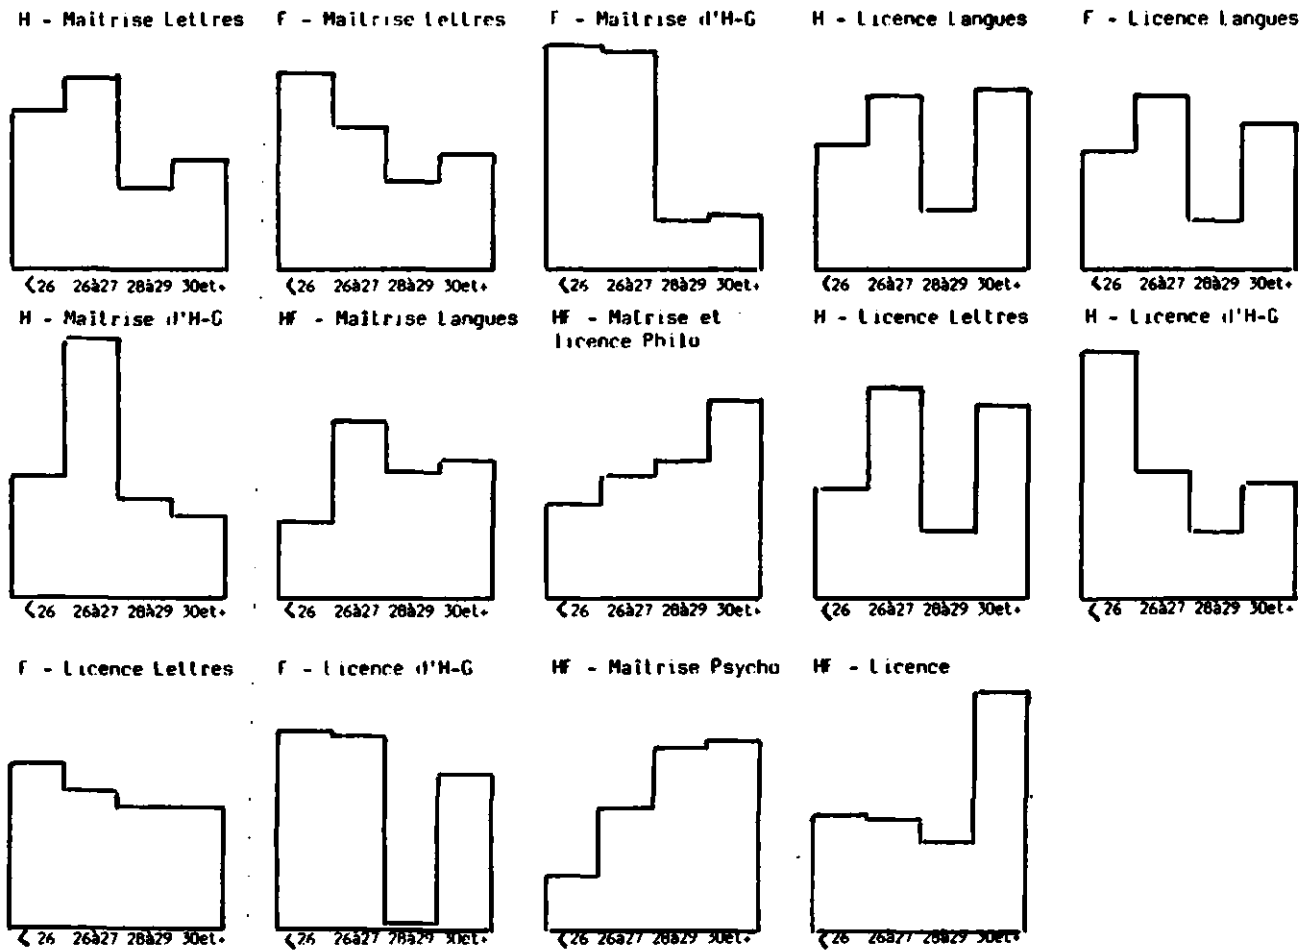 H - Maîtrise Lettres
F - Maîtrise Lettres
F - Maîtrise d'H-G
H - Licence Langues
F - Licence Langues
<26 26à27 28à29 30et+
<26 26à27 28à29 30et+
<26 26à27 28à29 30et+
<26 26à27 28à29 30et+
<26 26à27 28à29 30et+
H - Maîtrise d'H-G
HF - Maîtrise Langues
HF - Maîtrise et
Licence Philo
H - Licence Lettres
H - Licence d'H-G
<26 26à27 28à29 30et+
<26 26à27 28à29 30et+
<26 26à27 28à29 30et+
<26 26à27 28à29 30et+
<26 26à27 28à29 30et+
F - Licence Lettres
F - Licence d'H-G
HF - Maîtrise Psycho
HF - Licence
<26 26à27 28à29 30et+
<26 26à27 28à29 30et+
<26 26à27 28à29 30et+
<26 26à27 28à29 30et+